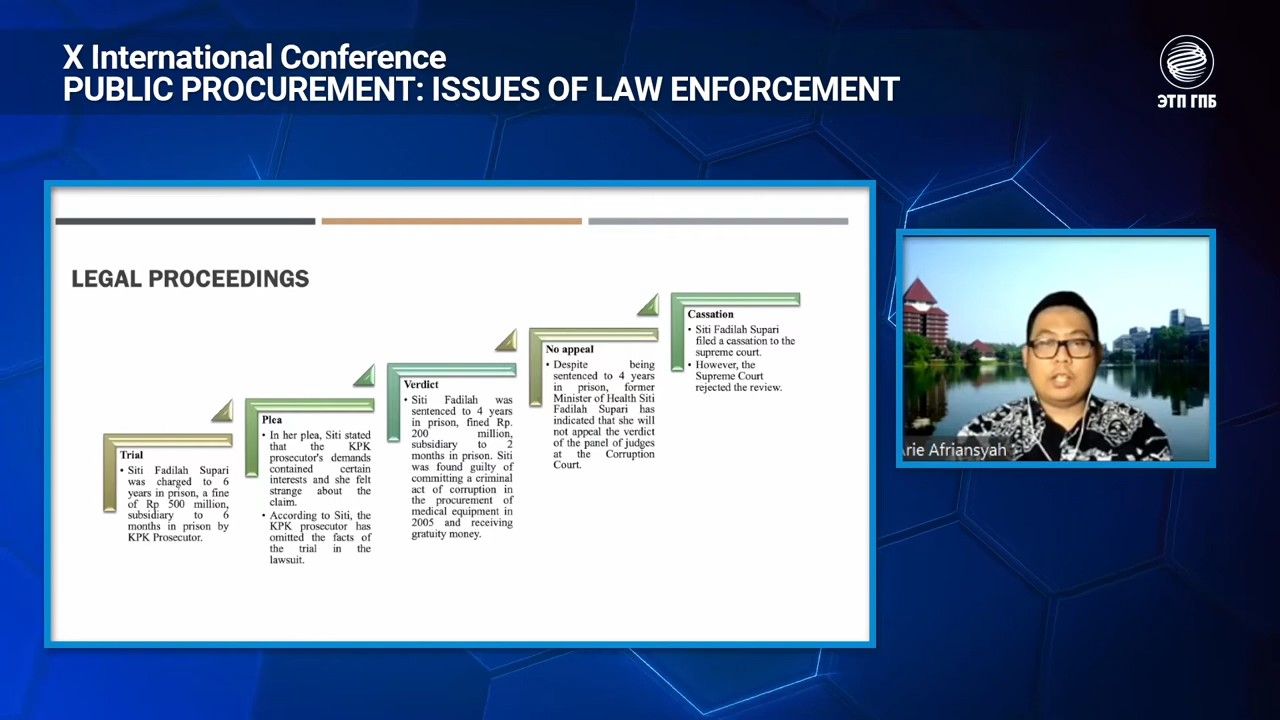 X International Conference
PUBLIC PROCUREMENT: ISSUES OF LAW ENFORCEMENT
ЭТП ГПБ
LEGAL PROCEEDINGS
Trial
• Siti Fadilah Supari
was charged to 6
years in prison, a fine
of Rp 500 million,
subsidiary to 6
months in prison by
KPK Prosecutor.
Plea
• In her plea, Siti stated
that the KPK
prosecutor's demands
contained certain
interests and she felt
strange about the
claim.
• According to Siti, the
KPK prosecutor has
omitted the facts of
the trial in the
lawsuit.
Verdict
• Siti Fadilah was
sentenced to 4 years
in prison, fined Rp.
200 million,
subsidiary to 2
months in prison. Siti
was found guilty of
committing a criminal
act of corruption in
the procurement of
medical equipment in
2005 and receiving
gratuity money.
No appeal
• Despite being
sentenced to 4 years
in prison, former
Minister of Health Siti
Fadilah Supari has
indicated that she will
not appeal the verdict
of the panel of judges
at the Corruption
Court.
Cassation
• Siti Fadilah Supari
filed a cassation to the
supreme court.
• However, the
Supreme Court
rejected the review.
Arie Afriansyah